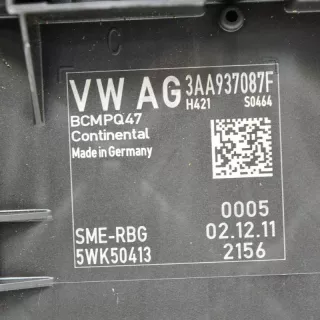 VW AG 3AA937087F
BCMPQ47 H421 S0464
Continental
Made in Germany
0005
SME-RBG 02.12.11
5WK50413 2156